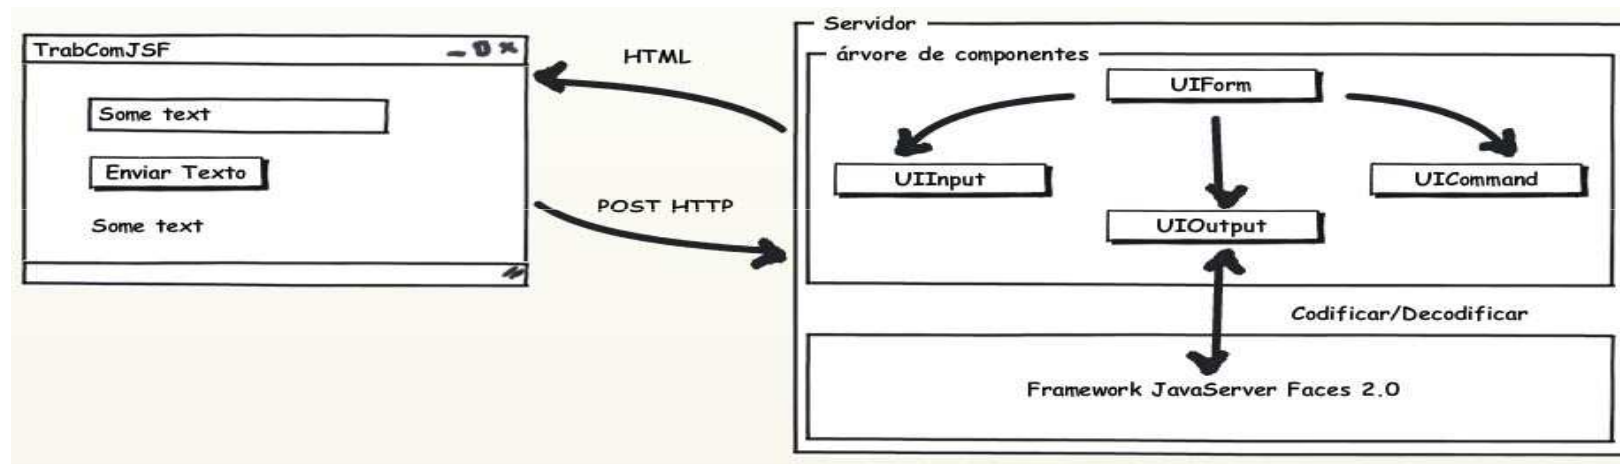 TrabComJSF
Some text
Enviar Texto
Some text
HTML
POST HTTP
Servidor
árvore de componentes
UIForm
UIInput
UICommand
UIOutput
Codificar/Decodificar
Framework JavaServer Faces 2.0